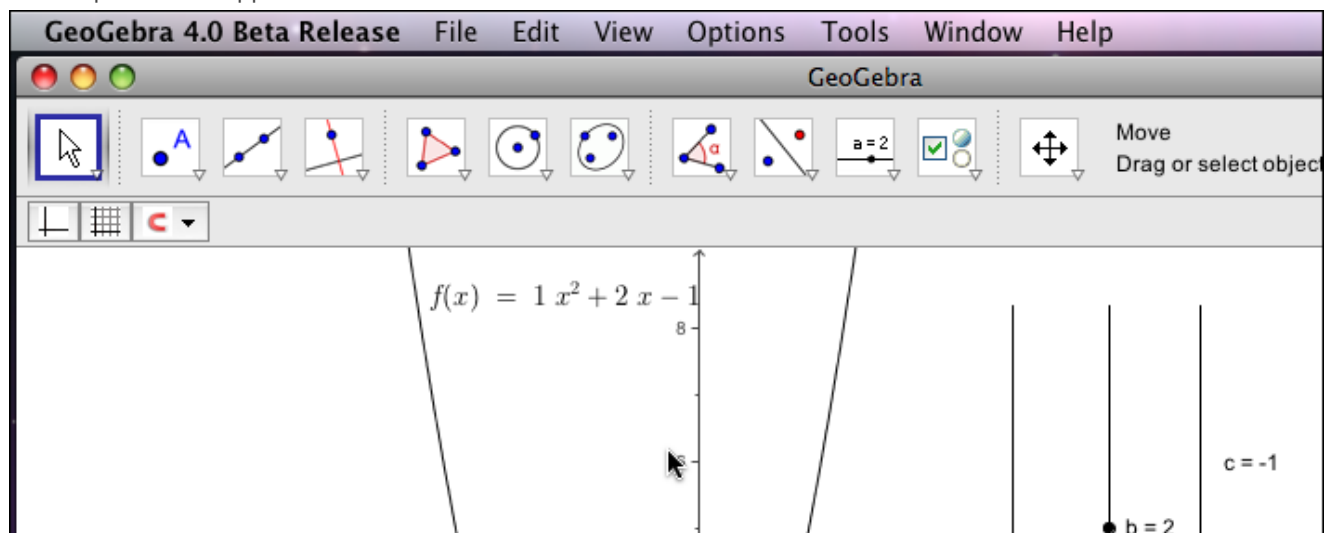 GeoGebra 4.0 Beta Release File Edit View Options Tools Window Help
GeoGebra
A
α
a = 2
Move
Drag or select object
f(x) = 1 x² + 2 x − 1
8
6
c = -1
b = 2